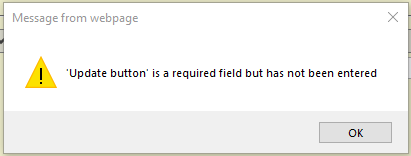 Message from webpage
'Update button' is a required field but has not been entered
OK